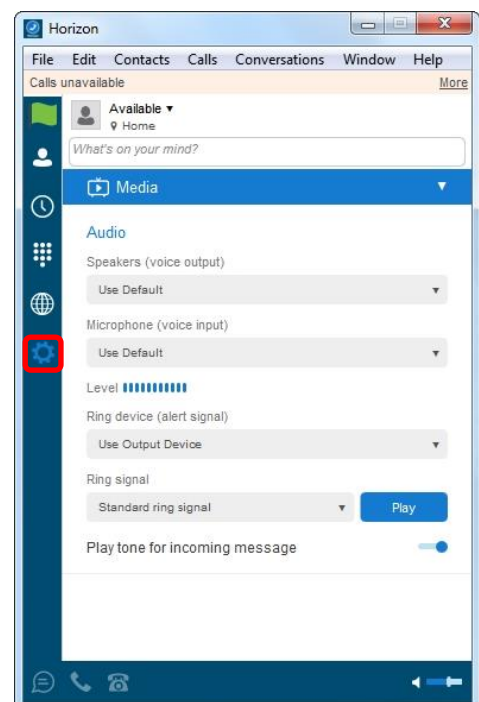 Horizon
File Edit Contacts Calls Conversations Window Help
Calls unavailable More
Available
Home
What's on your mind?
Media
Audio
Speakers (voice output)
Use Default
Microphone (voice input)
Use Default
Level
Ring device (alert signal)
Use Output Device
Ring signal
Standard ring signal Play
Play tone for incoming message